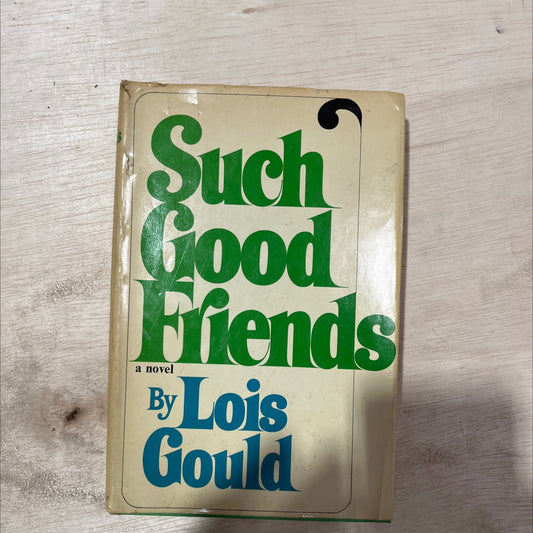 Such
Good
Friends
a novel
By Lois
Gould